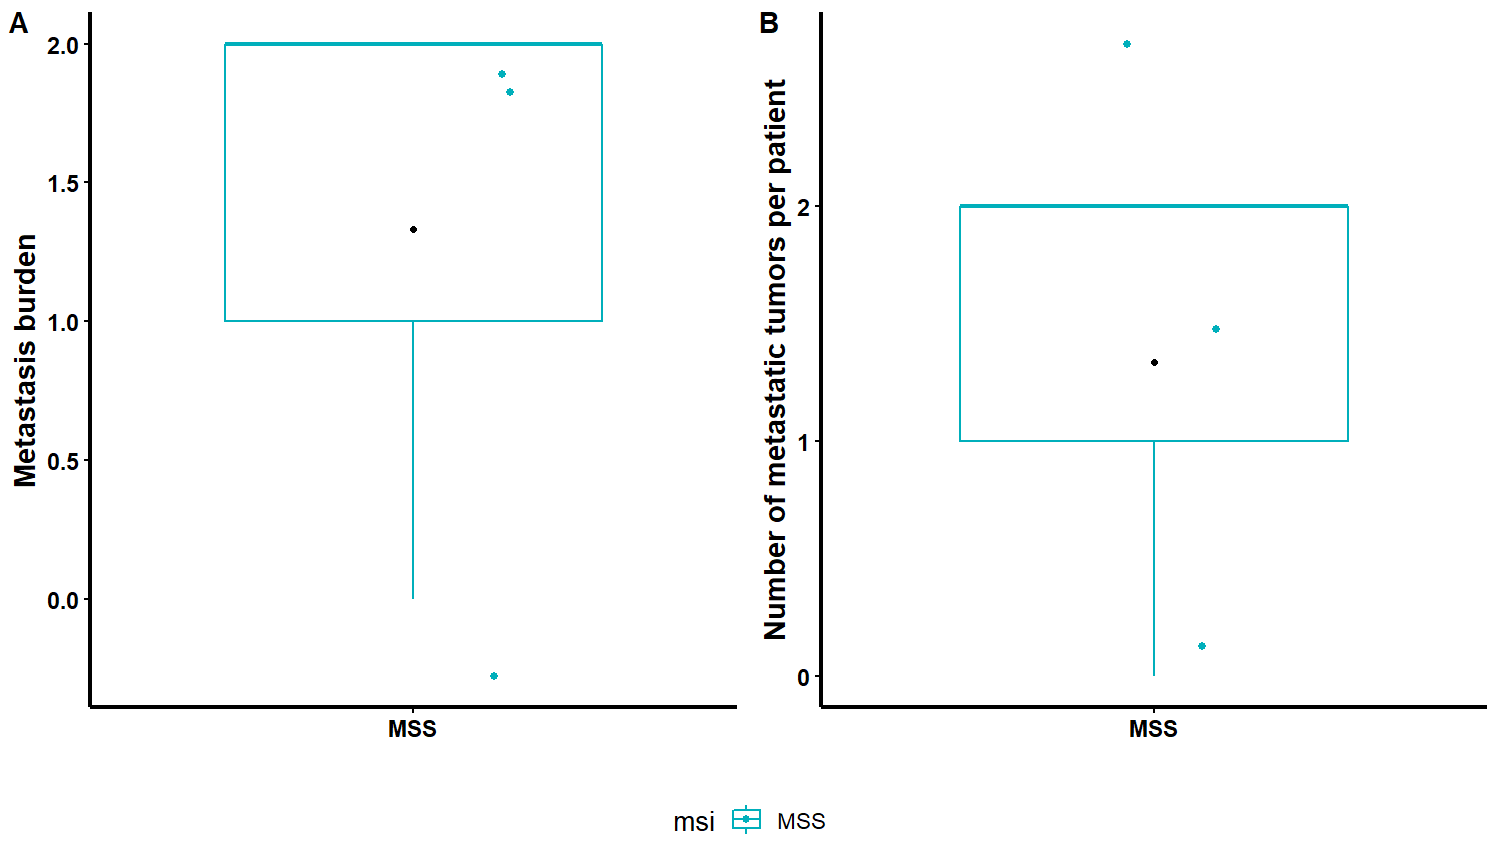 A
Metastasis burden
2.0
1.5
1.0
0.5
0.0
MSS
B
Number of metastatic tumors per patient
2
1
0
MSS
msi MSS